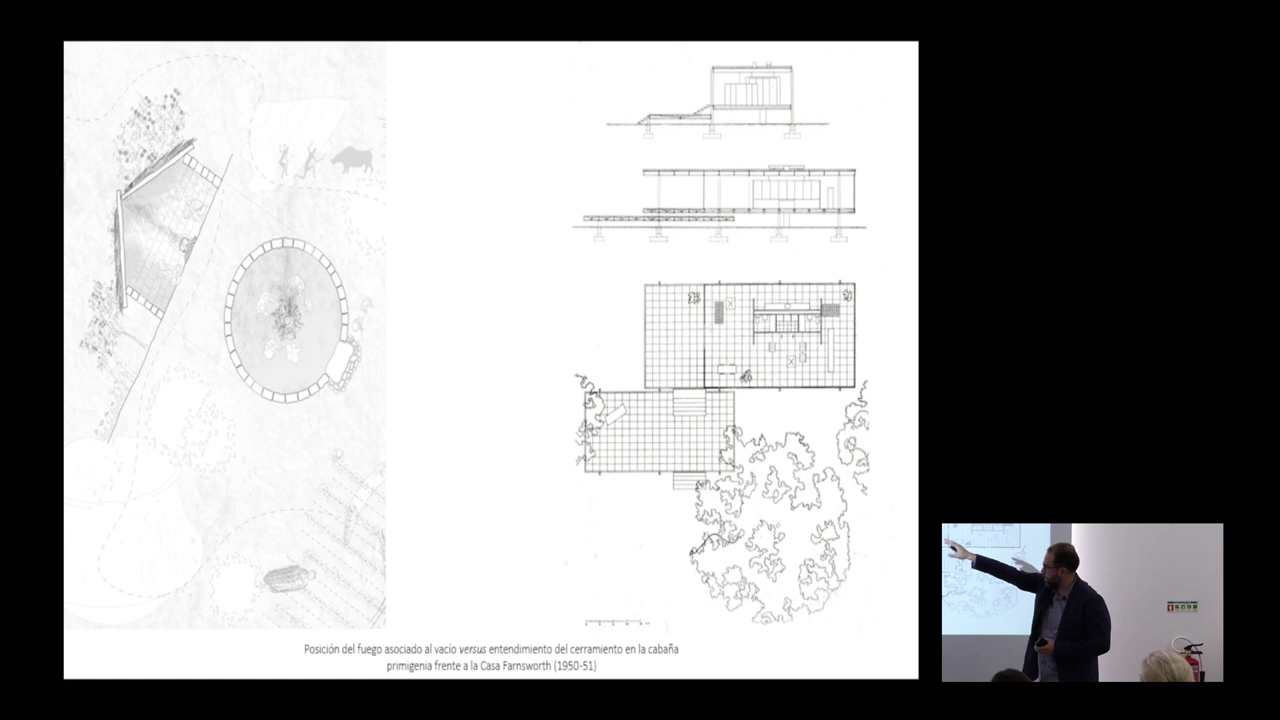 Posición del fuego asociado al vacío versus entendimiento del cerramiento en la cabaña
primigenia frente a la Casa Farnsworth (1950-51)